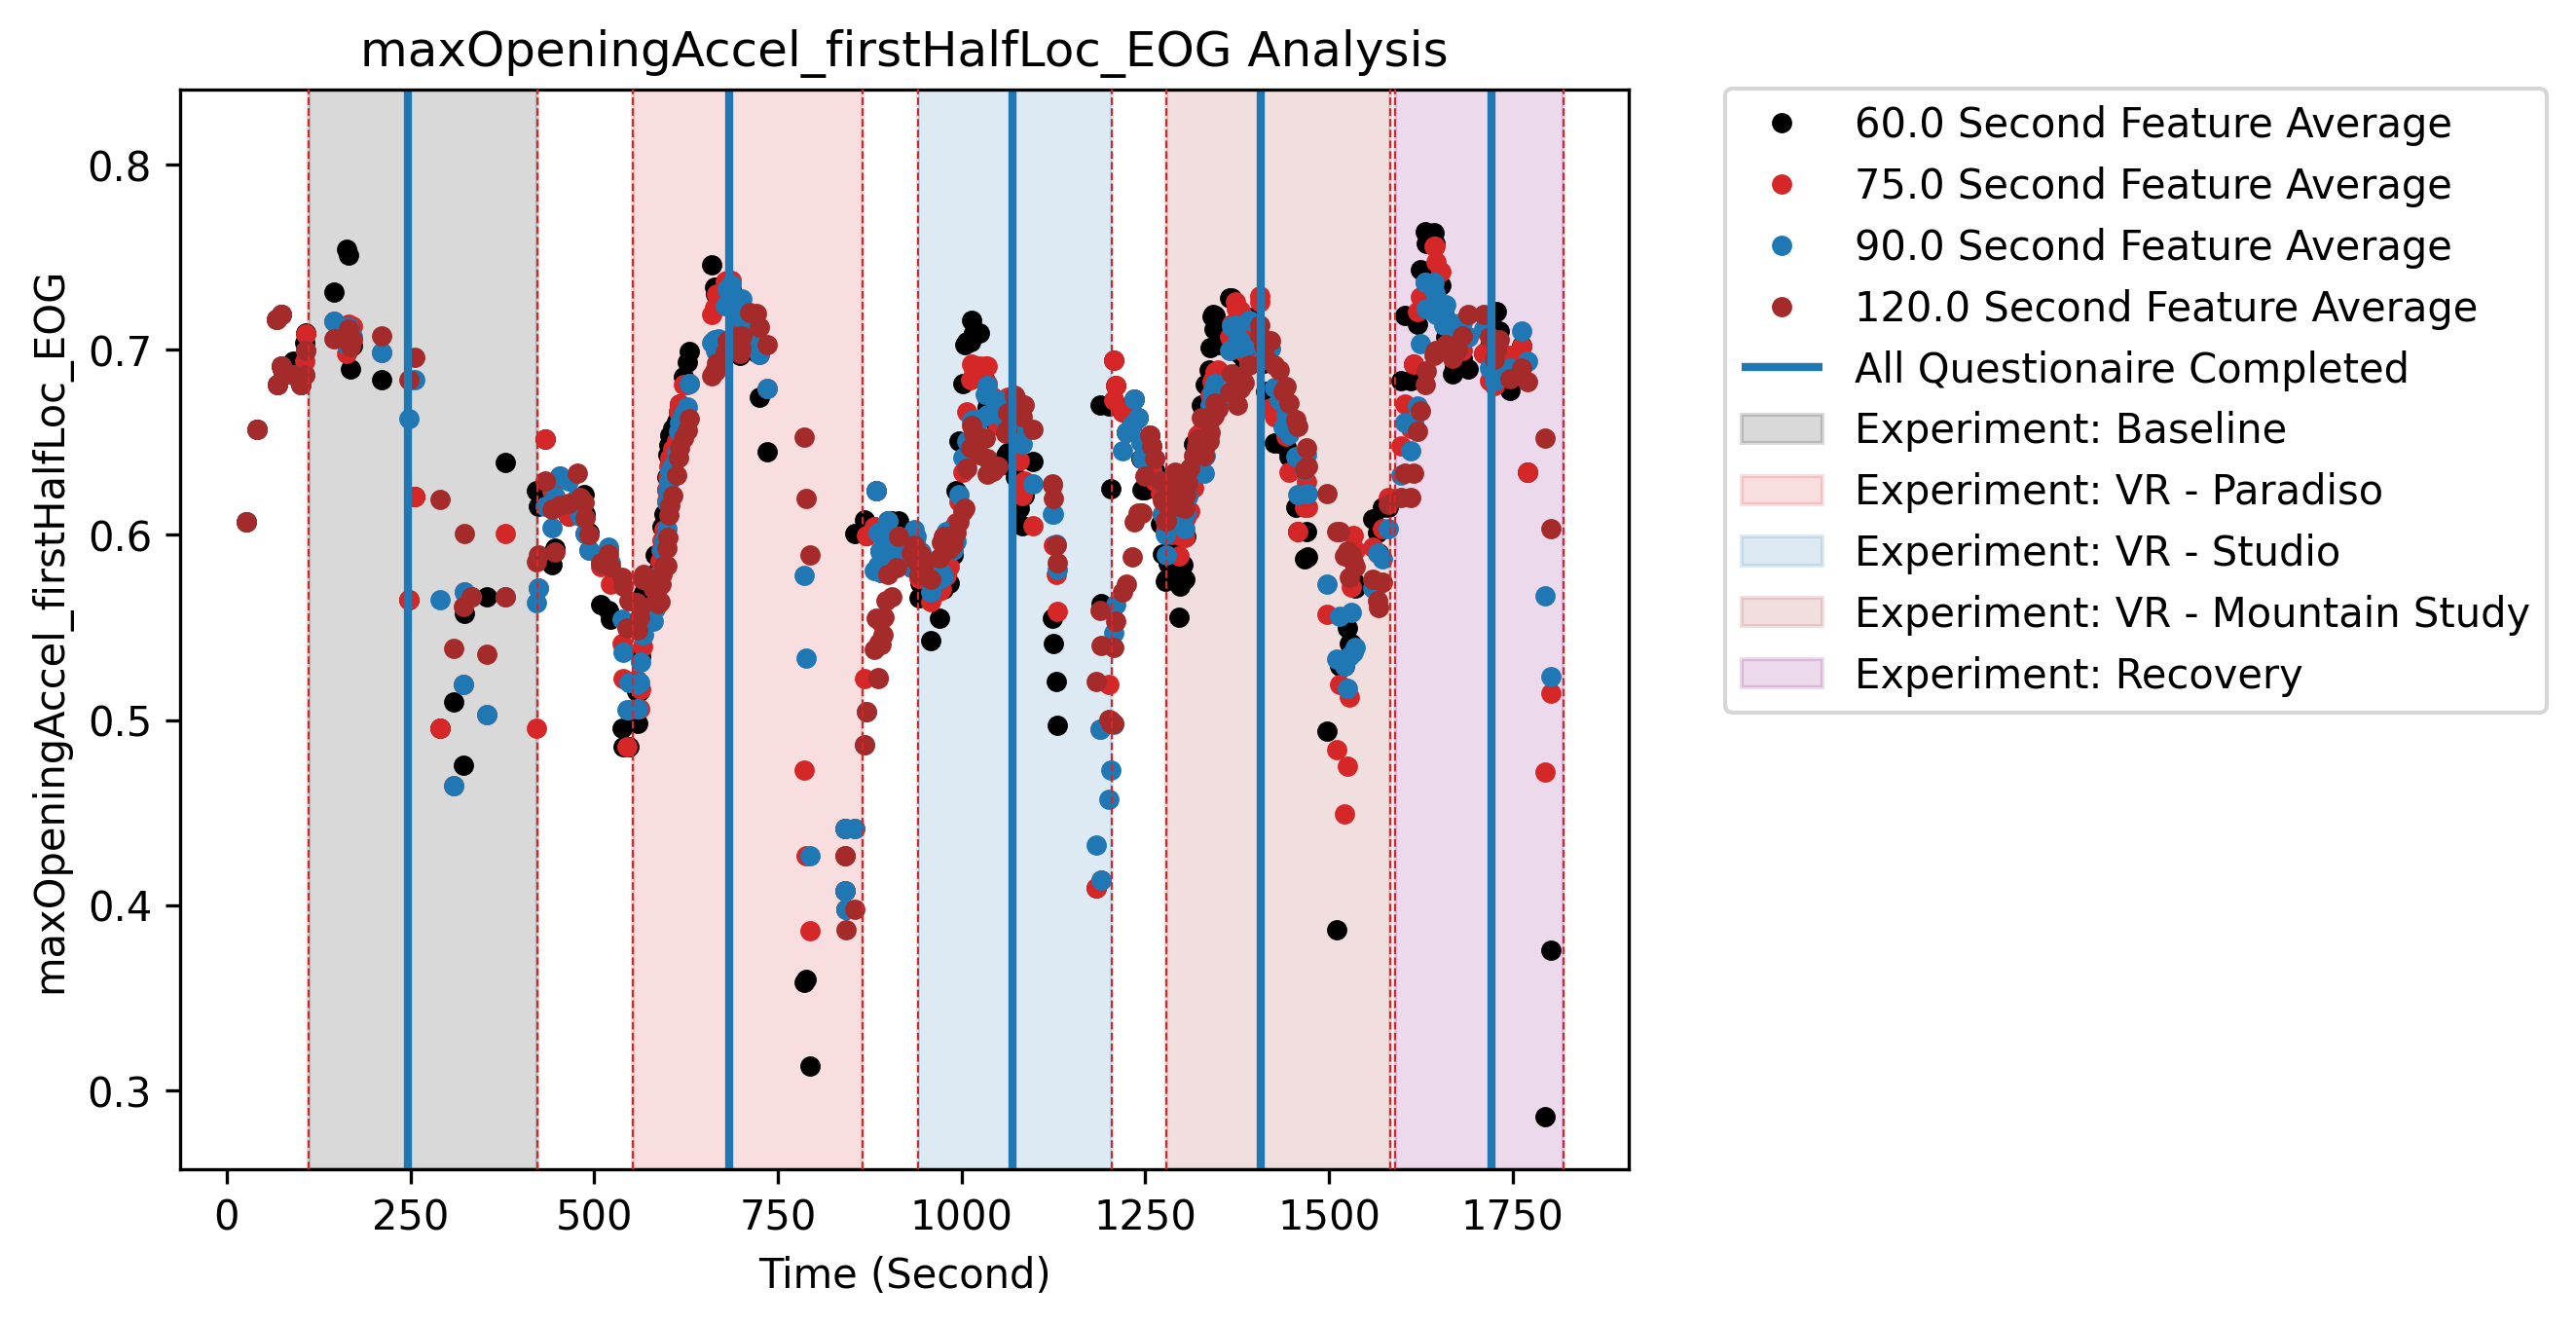 maxOpeningAccel_firstHalfLoc_EOG Analysis
maxOpeningAccel_firstHalfLoc_EOG
0.8
0.7
0.6
0.5
0.4
0.3
0 250 500 750 1000 1250 1500 1750
Time (Second)
60.0 Second Feature Average
75.0 Second Feature Average
90.0 Second Feature Average
120.0 Second Feature Average
All Questionaire Completed
Experiment: Baseline
Experiment: VR - Paradiso
Experiment: VR - Studio
Experiment: VR - Mountain Study
Experiment: Recovery